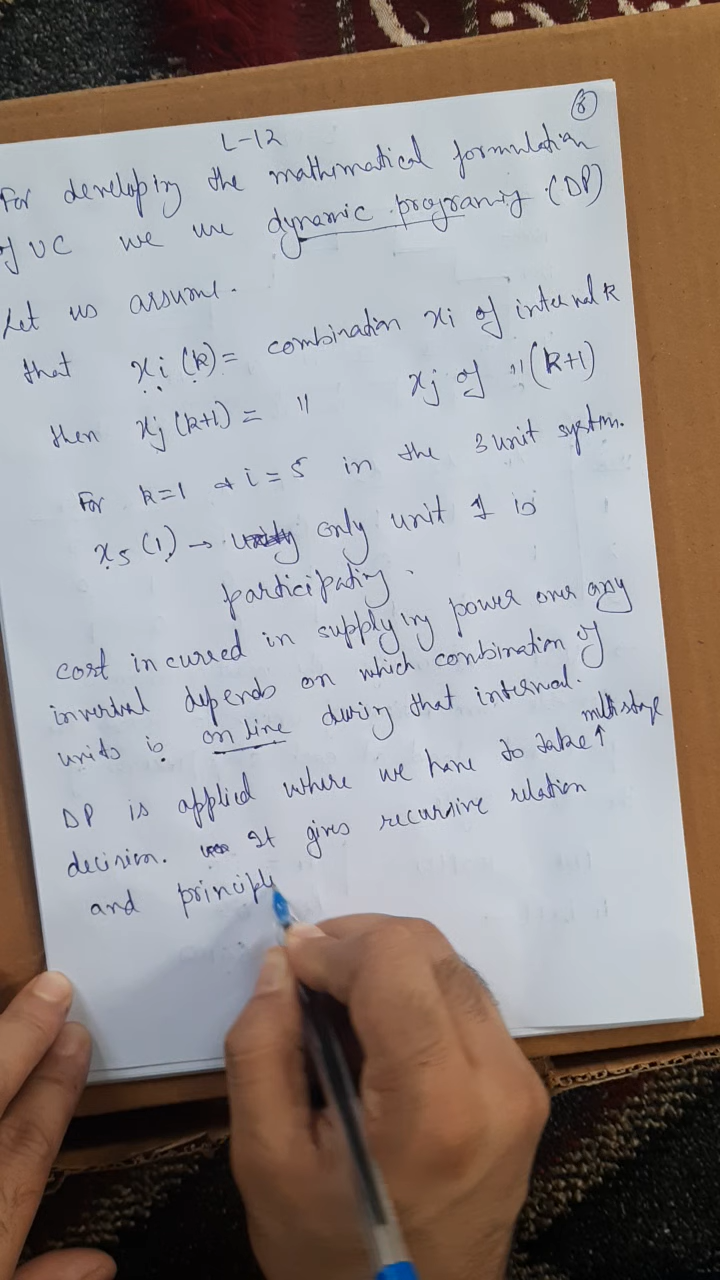 8
L-12
For developing the mathematical formulation
of UC we use dynamic programing (DP)
Let us assume.
that xi (k) = combination xi of interval k
then xj (k+1) = " xj of " (k+1)
For k=1 & i=5 in the 3 unit system.
x5 (1) → only unit 1 is
participating.
cost incurred in supplying power over any
interval depends on which combination of
units is on line during that interval.
DP is applied where we have to take ↑ multistage
decision. It gives recursive relation
and principle